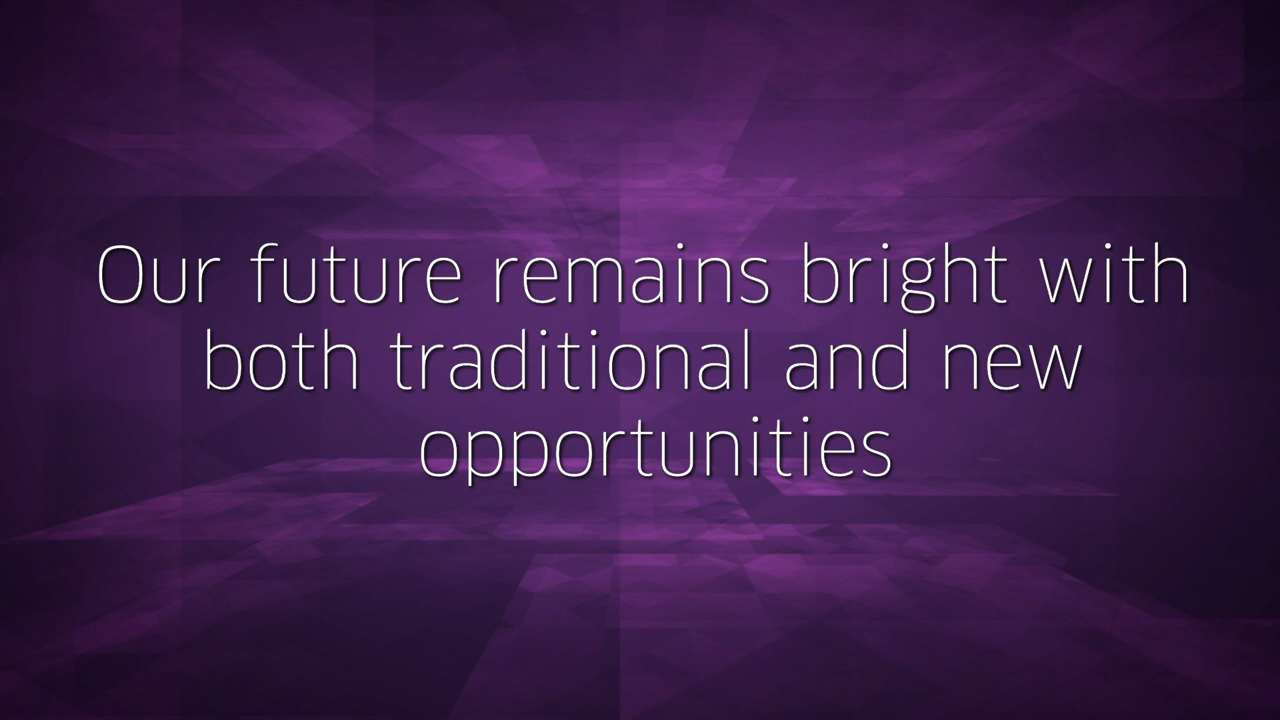 Our future remains bright with
both traditional and new
opportunities